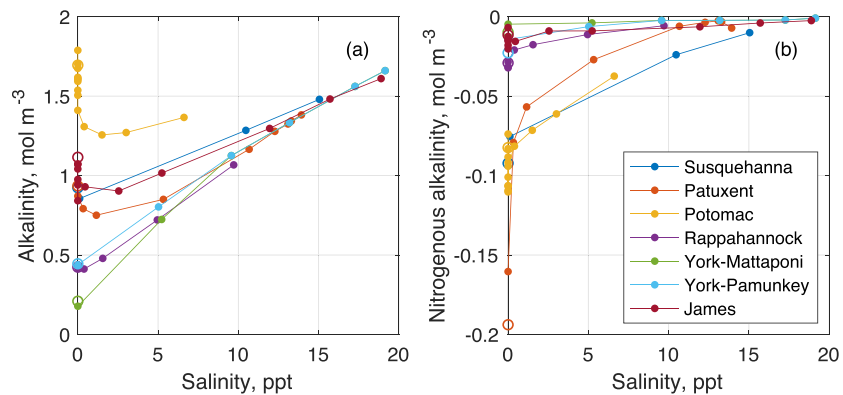 (a)
Alkalinity, mol m⁻³
2
1.5
1
0.5
0
0 5 10 15 20
Salinity, ppt
(b)
Nitrogenous alkalinity, mol m⁻³
0
-0.05
-0.1
-0.15
-0.2
Susquehanna
Patuxent
Potomac
Rappahannock
York-Mattaponi
York-Pamunkey
James
0 5 10 15 20
Salinity, ppt